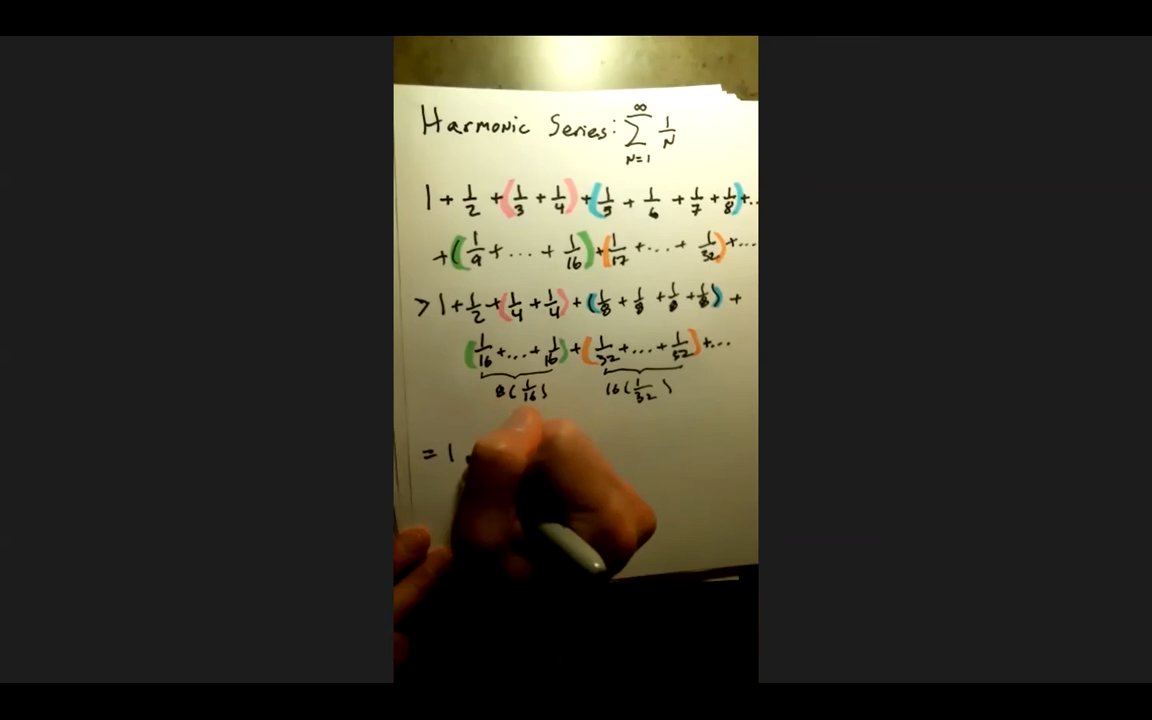 Harmonic Series: ∞ ∑ N=1 1/N
1 + 1/2 + (1/3 + 1/4) + (1/5 + 1/6 + 1/7 + 1/8) + ..
+ (1/9 + ... + 1/16) + (1/17 + ... + 1/32) + ...
> 1 + 1/2 + (1/4 + 1/4) + (1/8 + 1/8 + 1/8 + 1/8) +
(1/16 + ... + 1/16) + (1/32 + ... + 1/32) + ...
8(1/16) 16(1/32)
= 1